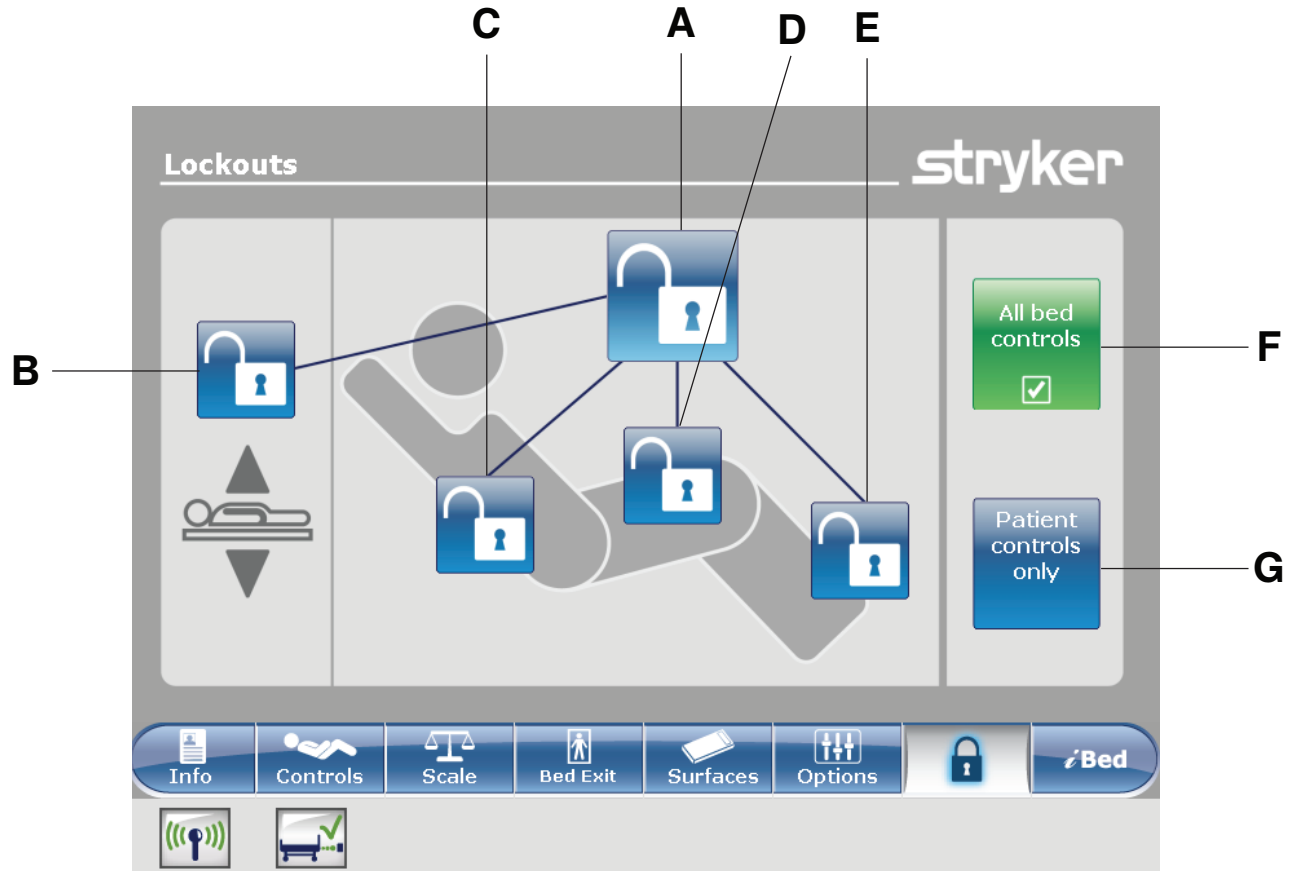 C A D E
Lockouts
stryker
B
All bed
controls
F
Patient
controls
only
G
Info
Controls
Scale
Bed Exit
Surfaces
Options
iBed